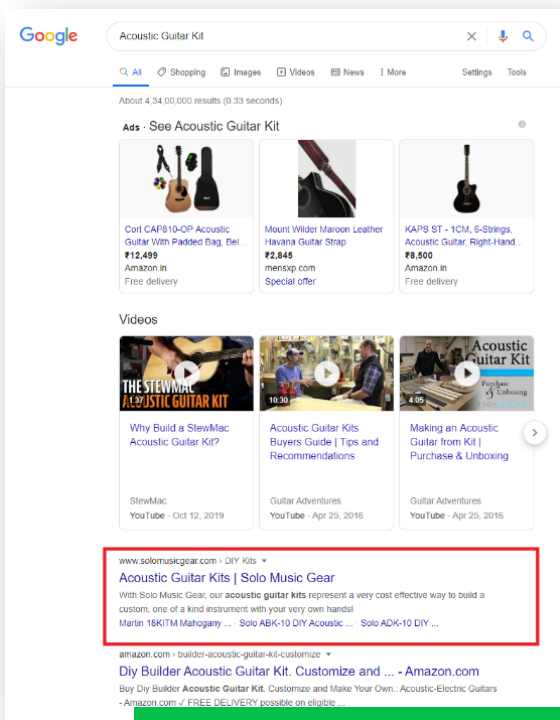 Google
Acoustic Guitar Kit
All Shopping Images Videos News More Settings Tools
About 4,34,00,000 results (0.33 seconds)
Ads · See Acoustic Guitar Kit
Cort CAP810-OP Acoustic
Guitar With Padded Bag, Bel...
₹12,499
Amazon.in
Free delivery
Mount Wilder Maroon Leather
Havana Guitar Strap
₹2,845
mensxp.com
Special offer
KAPS ST - 1CM, 6-Strings,
Acoustic Guitar, Right-Hand...
₹8,500
Amazon.in
Free delivery
Videos
THE STEWMAC
ACOUSTIC GUITAR KIT
1:37
10:30
Acoustic
Guitar Kit
Purchase
& Unboxing
4:05
Why Build a StewMac
Acoustic Guitar Kit?
StewMac
YouTube - Oct 12, 2019
Acoustic Guitar Kits
Buyers Guide | Tips and
Recommendations
Guitar Adventures
YouTube - Apr 25, 2016
Making an Acoustic
Guitar from Kit |
Purchase & Unboxing
Guitar Adventures
YouTube - Apr 25, 2016
www.solomusicgear.com › DIY Kits
Acoustic Guitar Kits | Solo Music Gear
With Solo Music Gear, our acoustic guitar kits represent a very cost effective way to build a
custom, one of a kind instrument with your very own hands!
Martin 18KITM Mahogany ... · Solo ABK-10 DIY Acoustic ... · Solo ADK-10 DIY ...
amazon.com › builder-acoustic-guitar-kit-customize
Diy Builder Acoustic Guitar Kit. Customize and ... - Amazon.com
Buy Diy Builder Acoustic Guitar Kit. Customize and Make Your Own.: Acoustic-Electric Guitars
- Amazon.com ✓ FREE DELIVERY possible on eligible ...